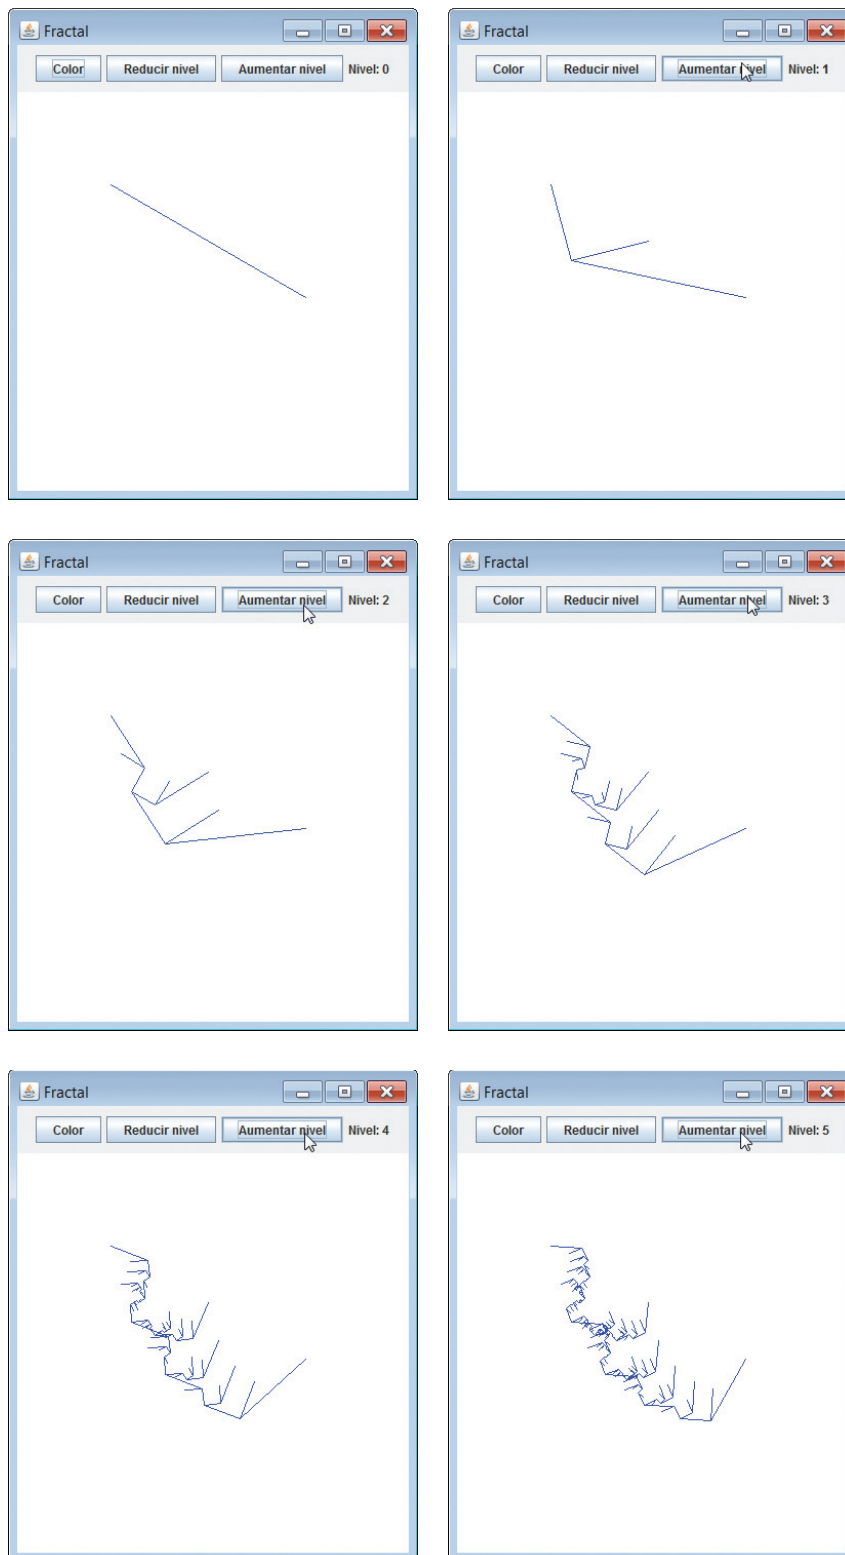 Fractal
Color Reducir nivel Aumentar nivel Nivel: 0
Fractal
Color Reducir nivel Aumentar nivel Nivel: 1
Fractal
Color Reducir nivel Aumentar nivel Nivel: 2
Fractal
Color Reducir nivel Aumentar nivel Nivel: 3
Fractal
Color Reducir nivel Aumentar nivel Nivel: 4
Fractal
Color Reducir nivel Aumentar nivel Nivel: 5